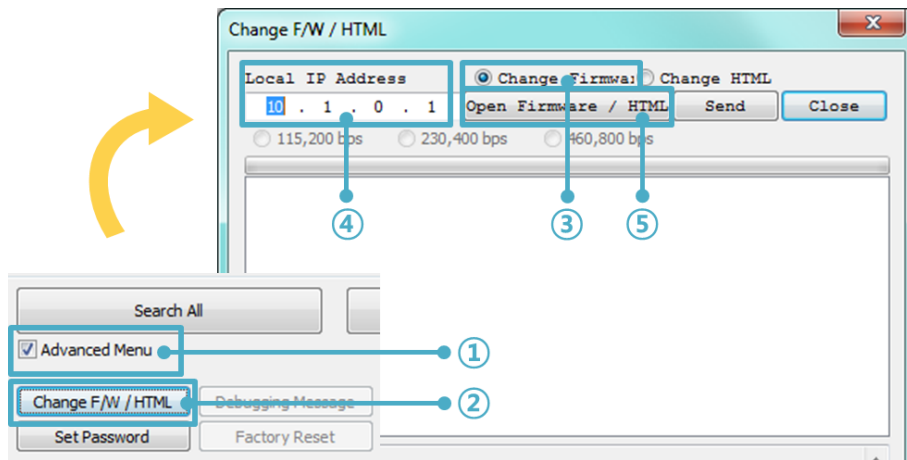 Change F/W / HTML
Local IP Address
Change Firmwar
Change HTML
10 . 1 . 0 . 1
Open Firmware / HTML
Send
Close
115,200 bps
230,400 bps
460,800 bps
④
③
⑤
Search All
Advanced Menu
①
Change F/W / HTML
Debugging Message
②
Set Password
Factory Reset